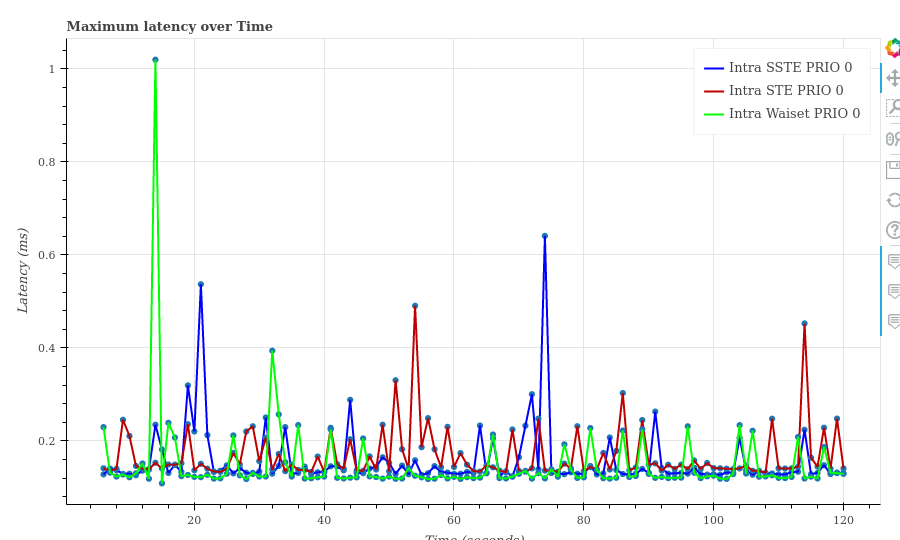 Maximum latency over Time
Intra SSTE PRIO 0
Intra STE PRIO 0
Intra Waiset PRIO 0
Latency (ms)
1
0.8
0.6
0.4
0.2
20
40
60
80
100
120
Time (seconds)